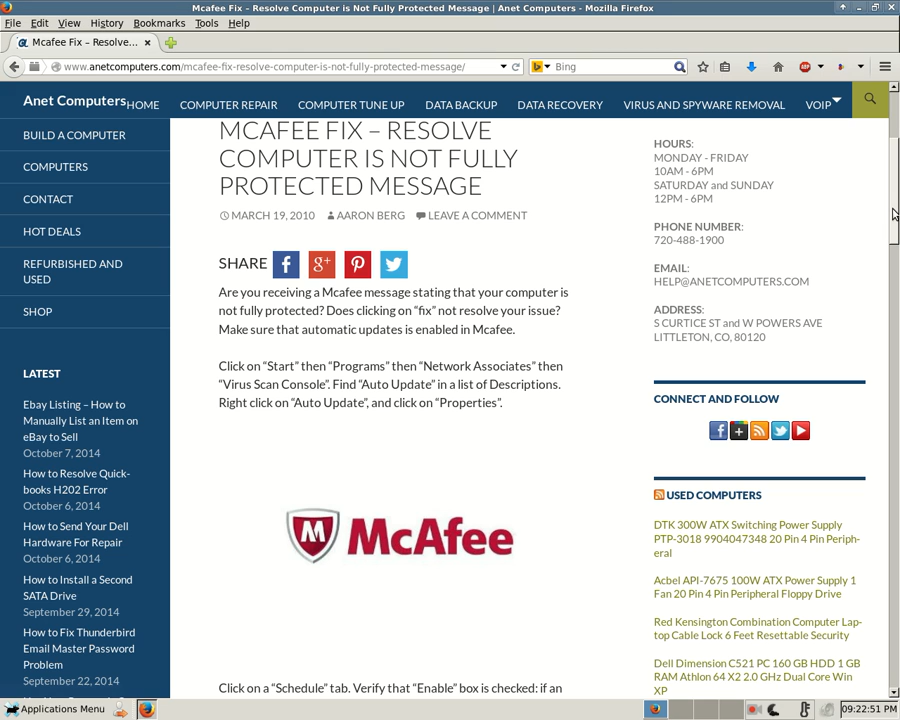 Mcafee Fix – Resolve Computer is Not Fully Protected Message | Anet Computers - Mozilla Firefox
File Edit View History Bookmarks Tools Help
Mcafee Fix – Resolve...
www.anetcomputers.com/mcafee-fix-resolve-computer-is-not-fully-protected-message/
Bing
Anet Computers
HOME COMPUTER REPAIR COMPUTER TUNE UP DATA BACKUP DATA RECOVERY VIRUS AND SPYWARE REMOVAL VOIP
BUILD A COMPUTER
COMPUTERS
CONTACT
HOT DEALS
REFURBISHED AND
USED
SHOP
LATEST
Ebay Listing – How to
Manually List an Item on
eBay to Sell
October 7, 2014
How to Resolve Quick-
books H202 Error
October 6, 2014
How to Send Your Dell
Hardware For Repair
October 6, 2014
How to Install a Second
SATA Drive
September 29, 2014
How to Fix Thunderbird
Email Master Password
Problem
September 22, 2014
MCAFEE FIX – RESOLVE
COMPUTER IS NOT FULLY
PROTECTED MESSAGE
MARCH 19, 2010 AARON BERG LEAVE A COMMENT
SHARE
Are you receiving a Mcafee message stating that your computer is
not fully protected? Does clicking on “fix” not resolve your issue?
Make sure that automatic updates is enabled in Mcafee.
Click on “Start” then “Programs” then “Network Associates” then
“Virus Scan Console”. Find “Auto Update” in a list of Descriptions.
Right click on “Auto Update”, and click on “Properties”.
McAfee
Click on a “Schedule” tab. Verify that “Enable” box is checked: if an
HOURS:
MONDAY - FRIDAY
10AM - 6PM
SATURDAY and SUNDAY
12PM - 6PM
PHONE NUMBER:
720-488-1900
EMAIL:
HELP@ANETCOMPUTERS.COM
ADDRESS:
S CURTICE ST and W POWERS AVE
LITTLETON, CO, 80120
CONNECT AND FOLLOW
USED COMPUTERS
DTK 300W ATX Switching Power Supply
PTP-3018 9904047348 20 Pin 4 Pin Periph-
eral
Acbel API-7675 100W ATX Power Supply 1
Fan 20 Pin 4 Pin Peripheral Floppy Drive
Red Kensington Combination Computer Lap-
top Cable Lock 6 Feet Resettable Security
Dell Dimension C521 PC 160 GB HDD 1 GB
RAM Athlon 64 X2 2.0 GHz Dual Core Win
XP
Applications Menu
09:22:51 PM